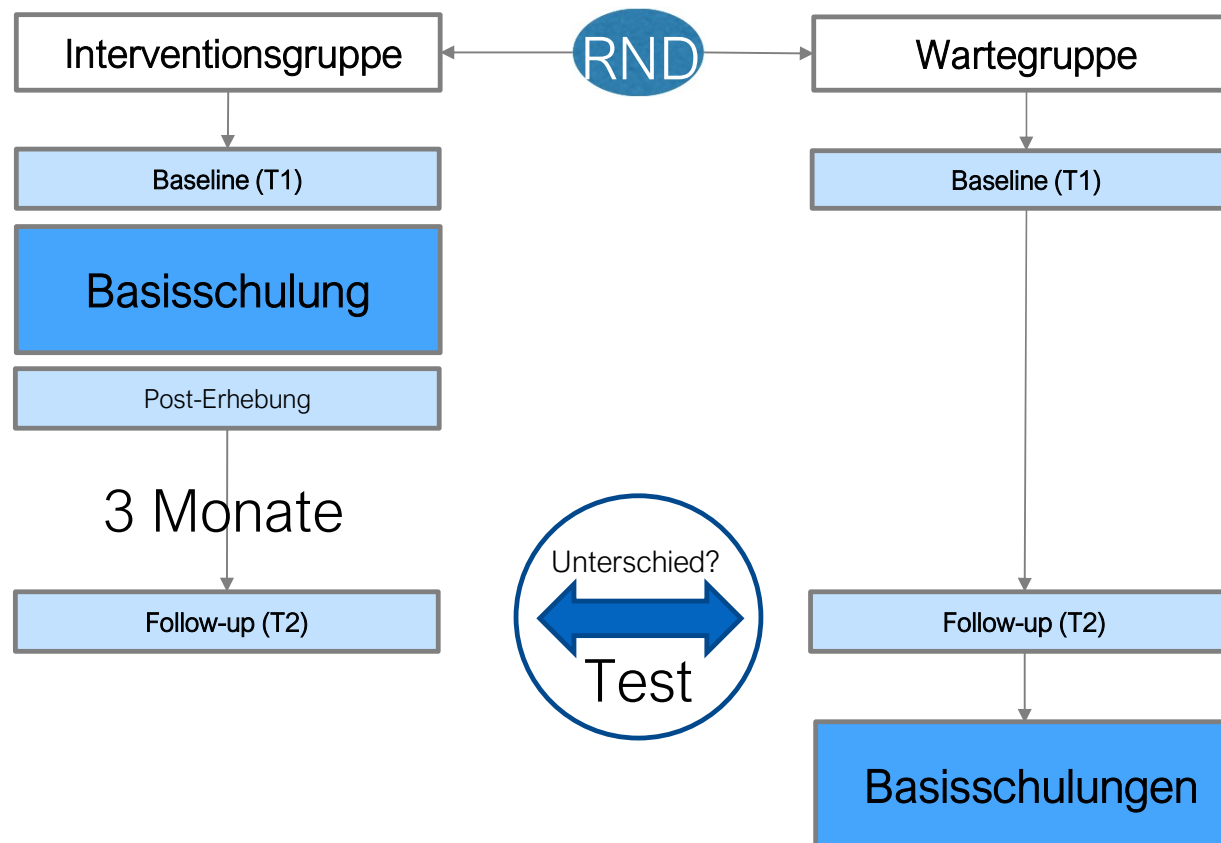 Interventionsgruppe
RND
Wartegruppe
Baseline (T1)
Baseline (T1)
Basisschulung
Post-Erhebung
3 Monate
Unterschied?
Test
Follow-up (T2)
Follow-up (T2)
Basisschulungen